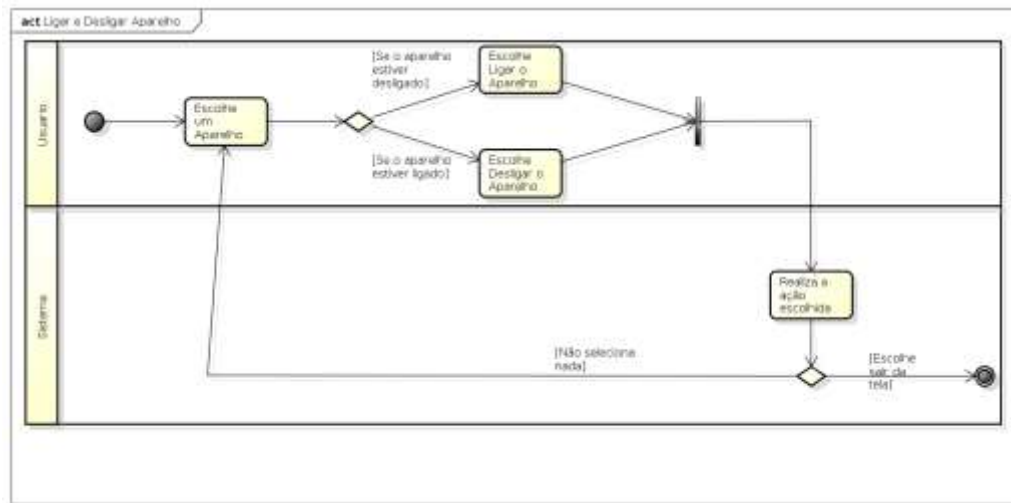 act Ligar e Desligar Aparelho
Usuario
Escolhe
um
Aparelho
[Se o aparelho
estiver
desligado]
Escolhe
Ligar o
Aparelho
[Se o aparelho
estiver ligado]
Escolhe
Desligar o
Aparelho
Sistema
Realiza a
ação
escolhida
[Não seleciona
nada]
[Escolhe
sair da
tela]